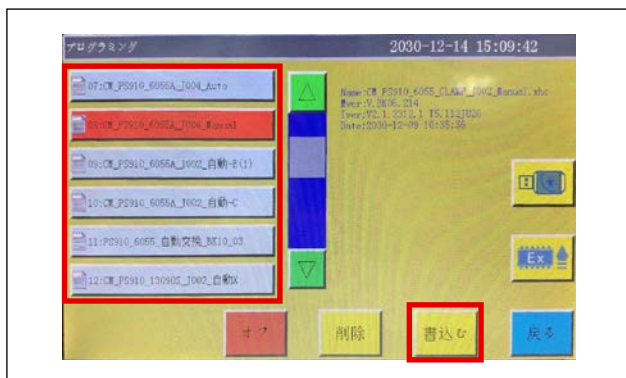 プログラミング
2030-12-14 15:09:42
07:CM_PS910_6055A_J004_Auto
08:CM_PS910_6055A_J004_Manual
09:CM_PS910_6055A_J002_自動-E(1)
10:CM_PS910_6055A_J002_自動-C
11:PS910_6055_自動交換_BK10_03
12:CM_PS910_13090S_J002_自動X
Name:CM_PS910_6055_CLAMP_J002_Manual.xhc
Date:2030-12-09
Ex
オフ
削除
書込む
戻る